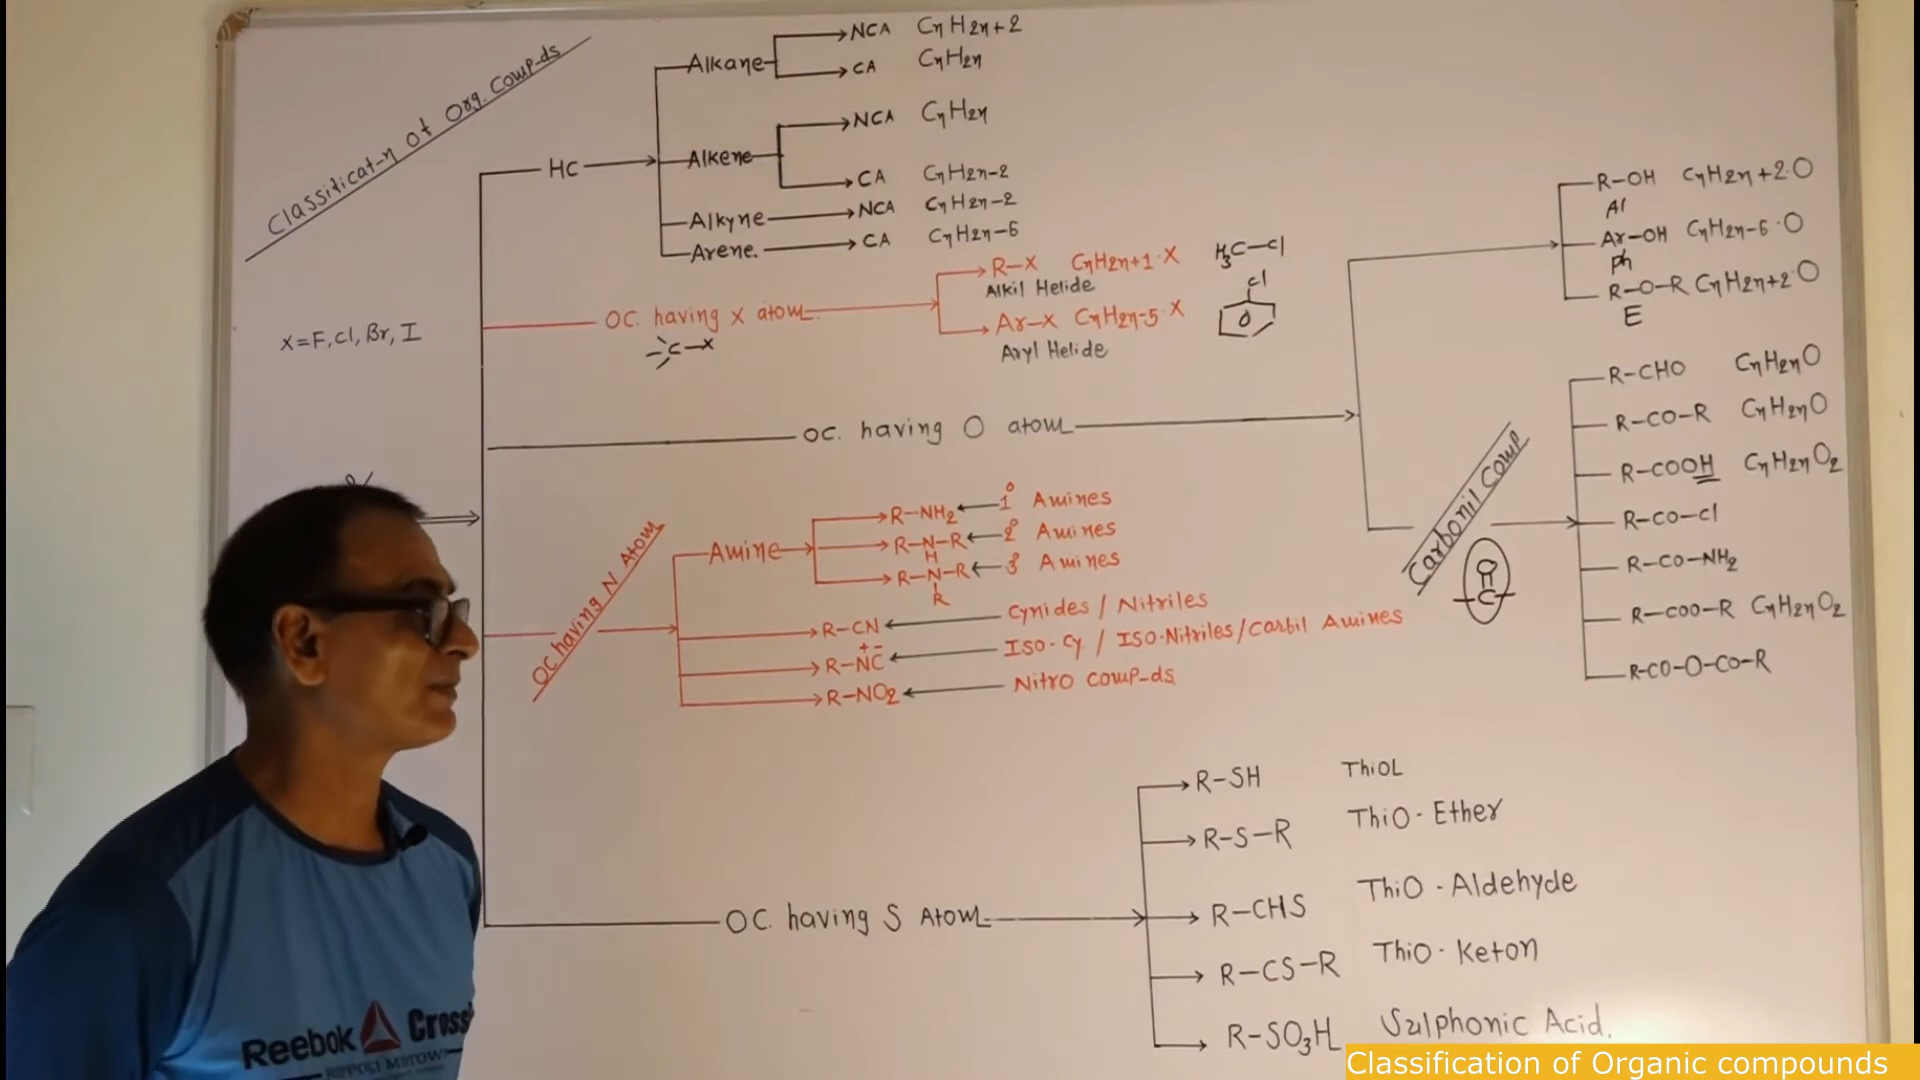 Classificat-n of Org. Comp-ds
HC
Alkane
NCA CnH2n+2
CA CnH2n
Alkene
NCA CnH2n
CA CnH2n-2
Alkyne NCA CnH2n-2
Arene. CA CnH2n-6
X=F, Cl, Br, I
OC. having X atom
-C-X
R-X CnH2n+1·X H3C-Cl
Alkil Helide
Ar-X CnH2n-5·X
Aryl Helide
Cl
OC. having O atom
R-OH CnH2n+2·O
Al
Ar-OH CnH2n-6·O
Ph
R-O-R CnH2n+2·O
E
Carbonil Comp
O
C
R-CHO CnH2nO
R-CO-R CnH2nO
R-COOH CnH2nO2
R-CO-Cl
R-CO-NH2
R-COO-R CnH2nO2
R-CO-O-CO-R
OC having N Atom
Amine
R-NH2 1° Amines
R-N-R 2° Amines
H
R-N-R 3° Amines
R
R-CN Cynides / Nitriles
+ -
R-NC Iso-Cy / ISO-Nitriles/Carbil Amines
R-NO2 Nitro comp-ds
OC. having S Atom
R-SH ThioL
R-S-R Thio-Ether
R-CHS Thio-Aldehyde
R-CS-R Thio-Keton
R-SO3H Sulphonic Acid.
Reebok Cross
Classification of Organic compounds